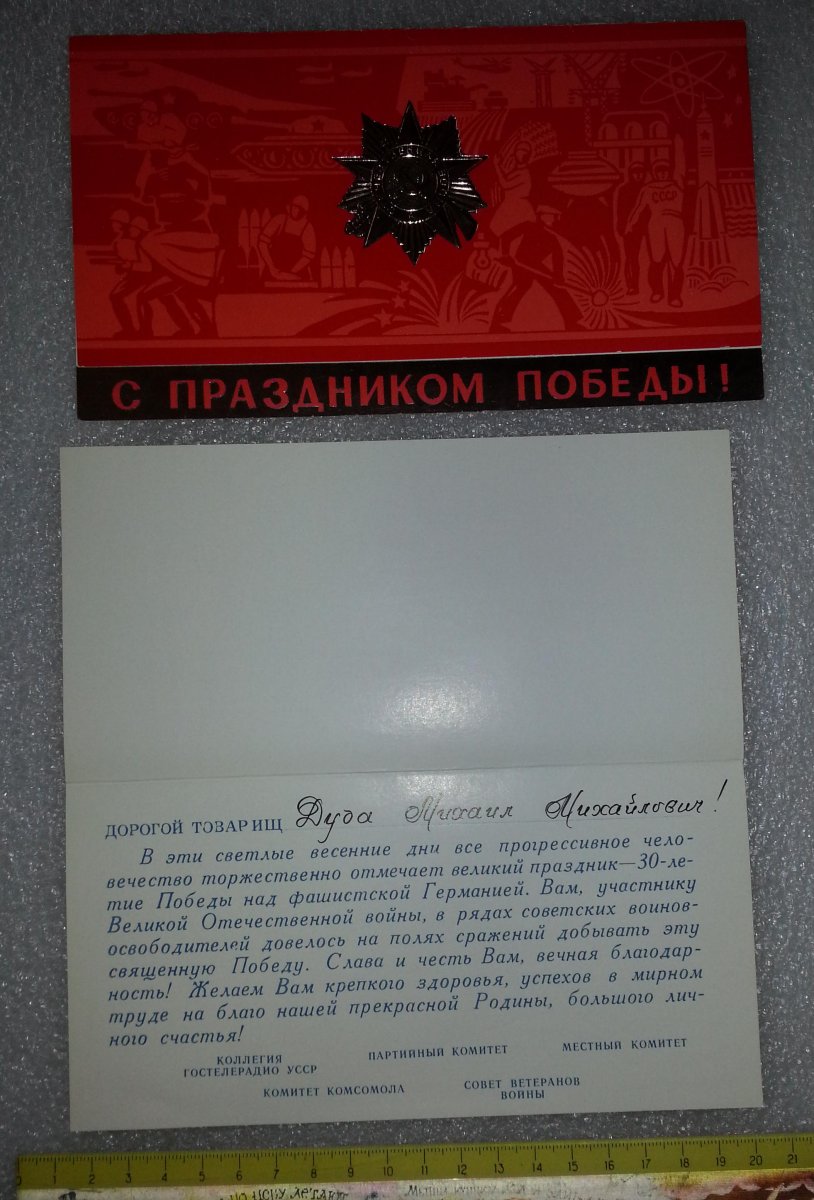 СССР
С ПРАЗДНИКОМ ПОБЕДЫ!
ДОРОГОЙ ТОВАРИЩ Дуда Михаил Михайлович!
В эти светлые весенние дни все прогрессивное чело-
вечество торжественно отмечает великий праздник—30-ле-
тие Победы над фашистской Германией. Вам, участнику
Великой Отечественной войны, в рядах советских воинов-
освободителей довелось на полях сражений добывать эту
священную Победу. Слава и честь Вам, вечная благодар-
ность! Желаем Вам крепкого здоровья, успехов в мирном
труде на благо нашей прекрасной Родины, большого лич-
ного счастья!
КОЛЛЕГИЯ
ГОСТЕЛЕРАДИО УССР
ПАРТИЙНЫЙ КОМИТЕТ
МЕСТНЫЙ КОМИТЕТ
КОМИТЕТ КОМСОМОЛА
СОВЕТ ВЕТЕРАНОВ
ВОЙНЫ
1 2 3 4 5 6 7 8 9 10 11 12 13 14 15 16 17 18 19 20 21